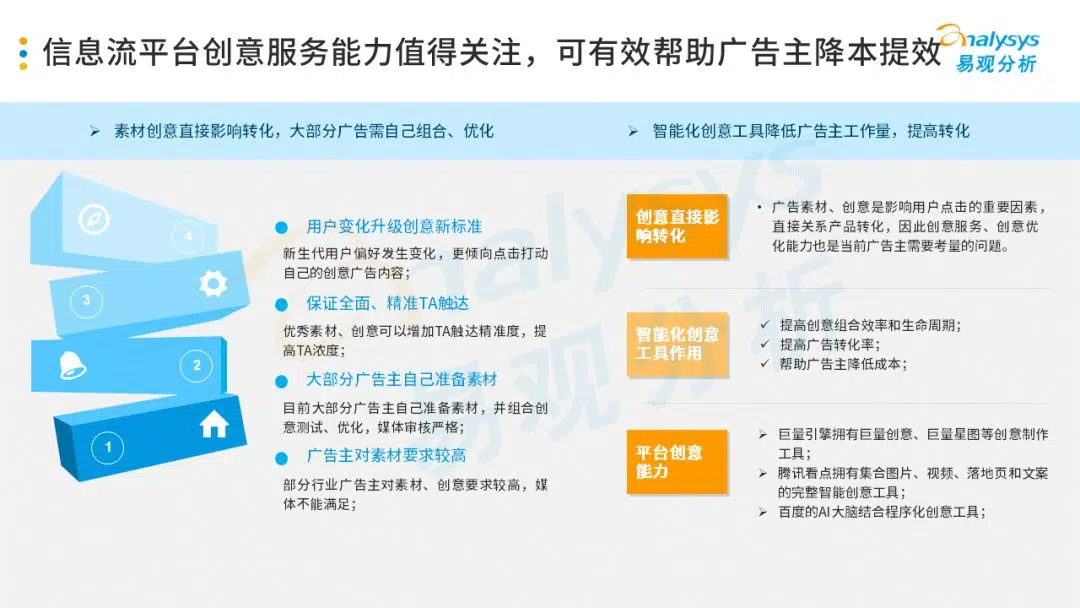 信息流平台创意服务能力值得关注，可有效帮助广告主降本提效
analysys
易观分析
➢ 素材创意直接影响转化，大部分广告需自己组合、优化
➢ 智能化创意工具降低广告主工作量，提高转化
4
3
2
1
● 用户变化升级创意新标准
新生代用户偏好发生变化，更倾向点击打动
自己的创意广告内容；
● 保证全面、精准TA触达
优秀素材、创意可以增加TA触达精准度，提
高TA浓度；
● 大部分广告主自己准备素材
目前大部分广告主自己准备素材，并组合创
意测试、优化，媒体审核严格；
● 广告主对素材要求较高
部分行业广告主对素材、创意要求较高，媒
体不能满足；
创意直接影
响转化
• 广告素材、创意是影响用户点击的重要因素，
直接关系产品转化，因此创意服务、创意优
化能力也是当前广告主需要考量的问题。
智能化创意
工具作用
✓ 提高创意组合效率和生命周期；
✓ 提高广告转化率；
✓ 帮助广告主降低成本；
平台创意
能力
➢ 巨量引擎拥有巨量创意、巨量星图等创意制作
工具；
➢ 腾讯看点拥有集合图片、视频、落地页和文案
的完整智能创意工具；
➢ 百度的AI大脑结合程序化创意工具；
analysys
易观分析